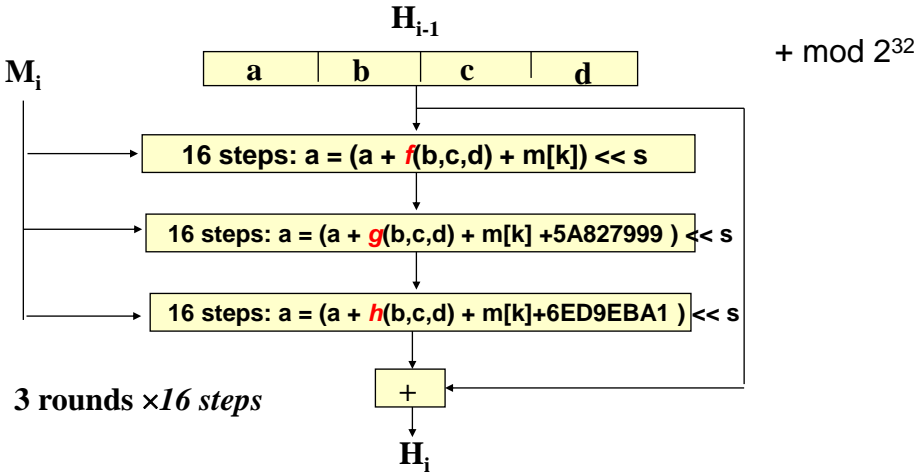 H_{i-1}
+ mod 2^{32}
M_i
a b c d
16 steps: a = (a + f(b,c,d) + m[k]) << s
16 steps: a = (a + g(b,c,d) + m[k] +5A827999 ) << s
16 steps: a = (a + h(b,c,d) + m[k]+6ED9EBA1 ) << s
+
3 rounds ×16 steps
H_i